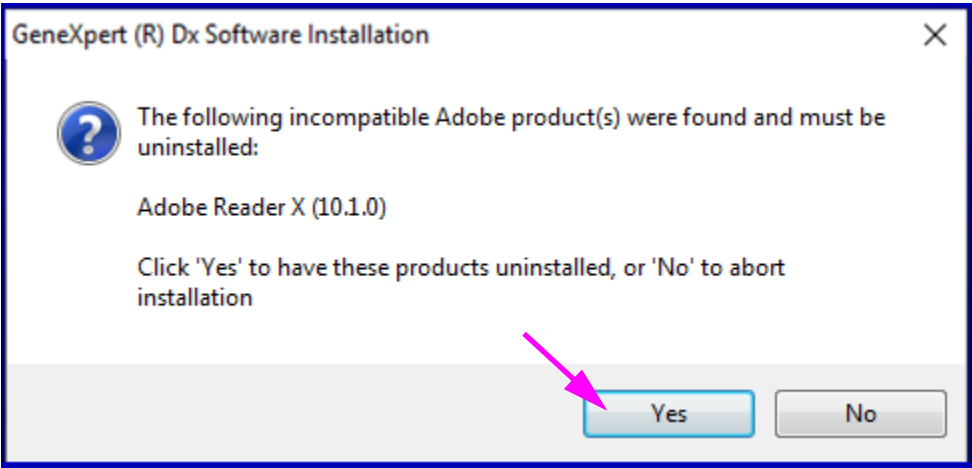 GeneXpert (R) Dx Software Installation
The following incompatible Adobe product(s) were found and must be
uninstalled:
Adobe Reader X (10.1.0)
Click 'Yes' to have these products uninstalled, or 'No' to abort
installation
Yes
No